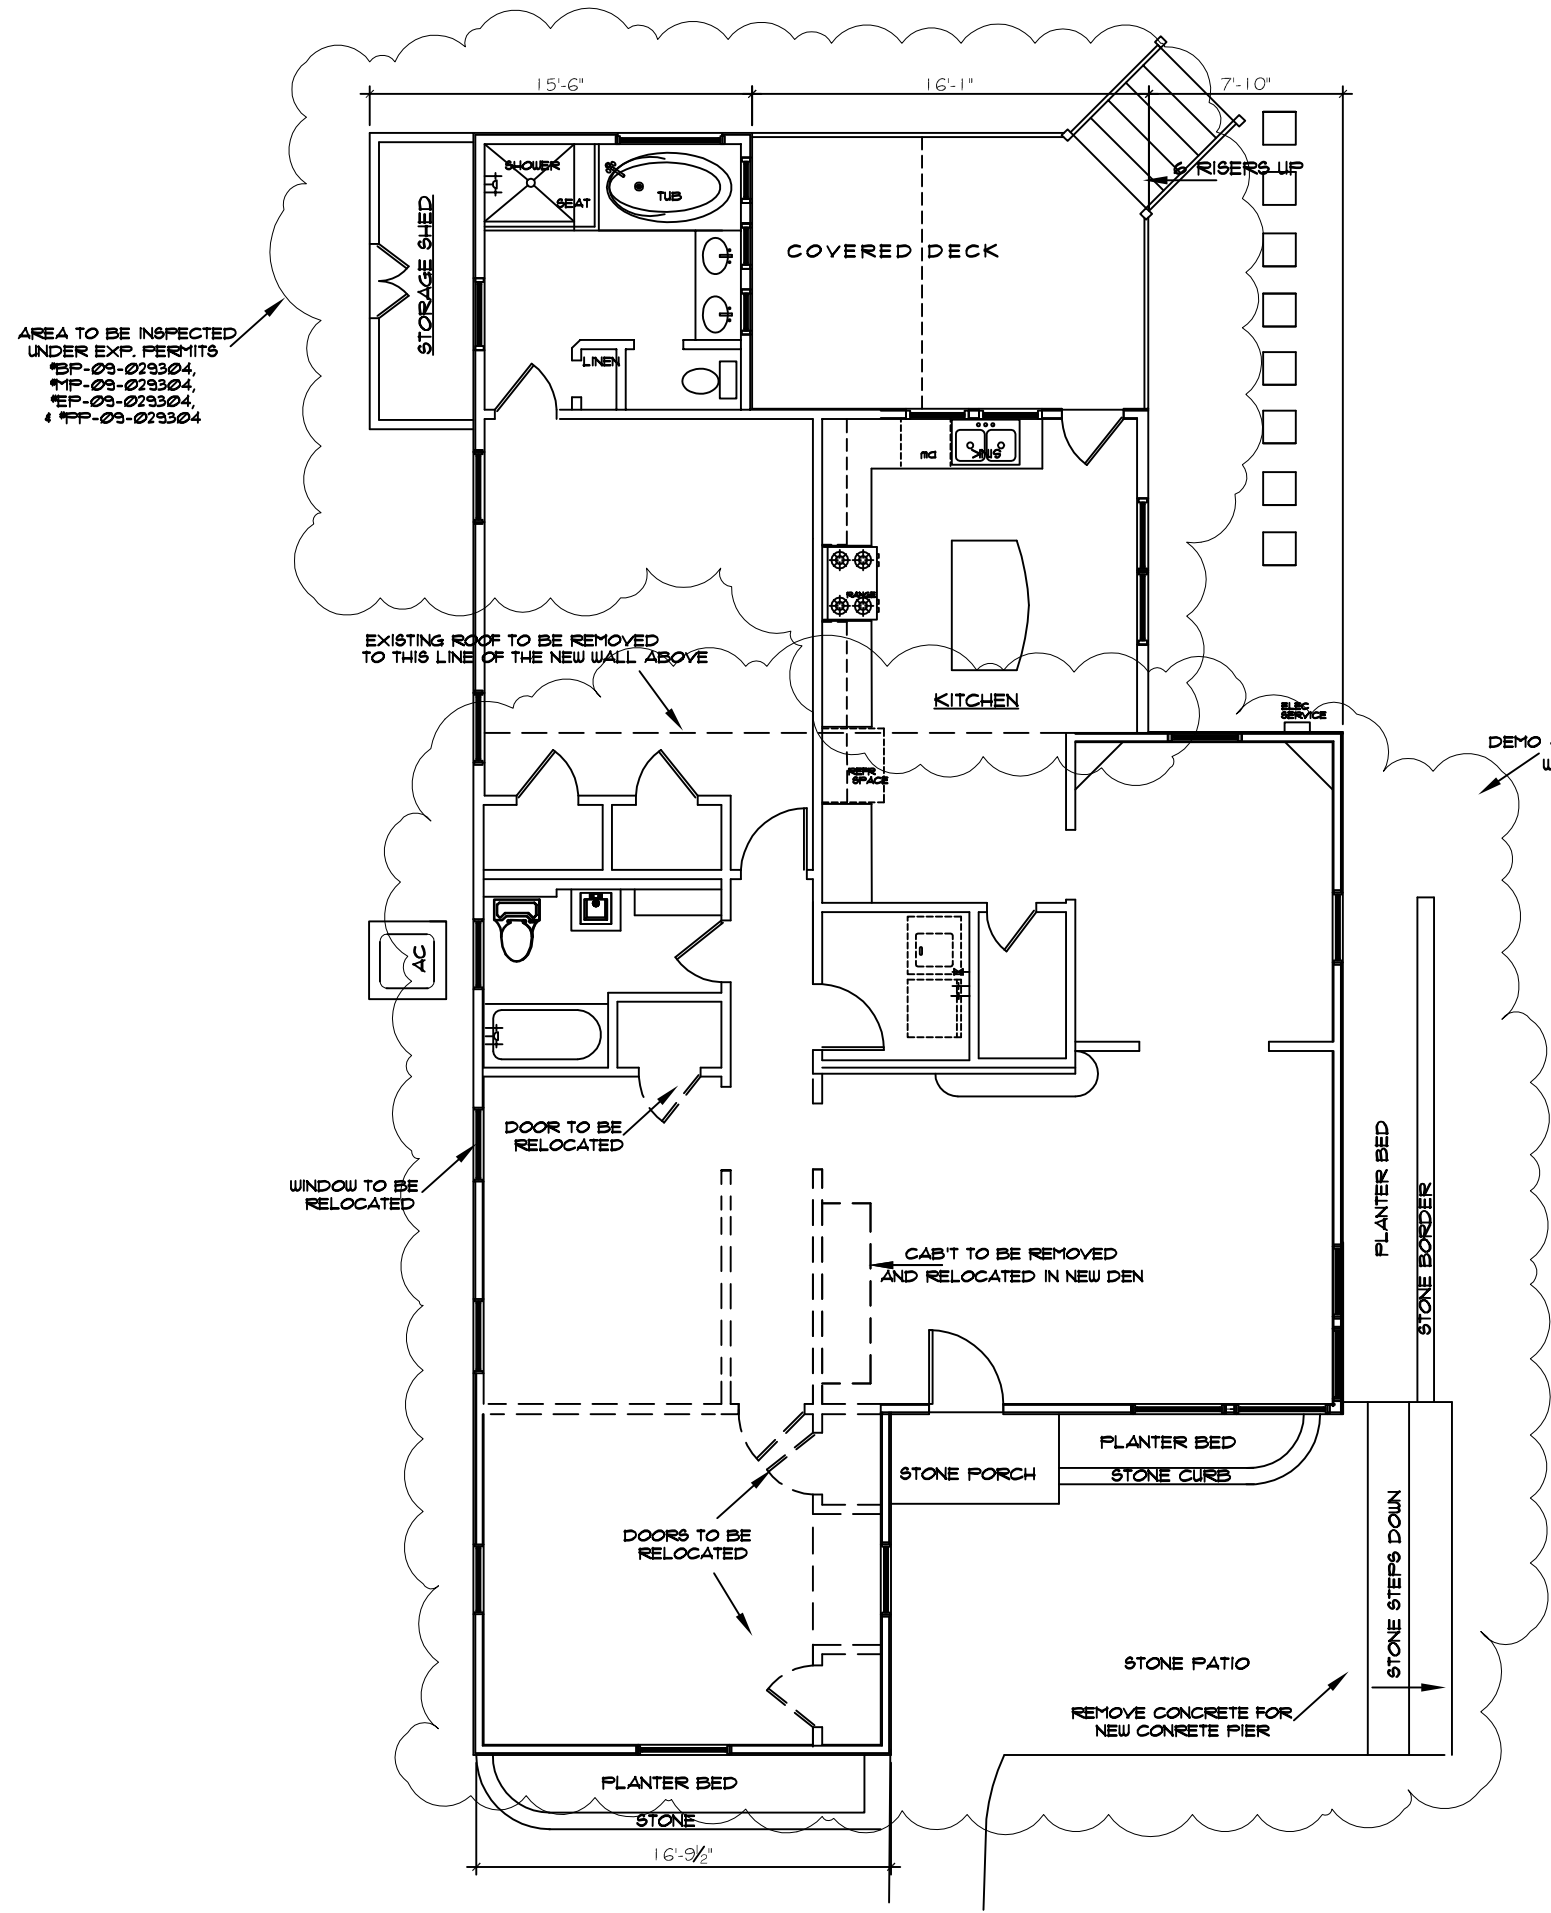 15'-6"
16'-1"
7'-10"
6 RISERS UP
SHOWER
SEAT
TUB
COVERED DECK
STORAGE SHED
AREA TO BE INSPECTED
UNDER EXP. PERMITS
#BP-09-029304,
#MP-09-029304,
#EP-09-029304,
& #PP-09-029304
LINEN
DW
SINK
RANGE
EXISTING ROOF TO BE REMOVED
TO THIS LINE OF THE NEW WALL ABOVE
KITCHEN
ELEC
SERVICE
DEMO
REFR
SPACE
AC
DOOR TO BE
RELOCATED
WINDOW TO BE
RELOCATED
PLANTER BED
STONE BORDER
CAB'T TO BE REMOVED
AND RELOCATED IN NEW DEN
PLANTER BED
STONE PORCH
STONE CURB
DOORS TO BE
RELOCATED
STONE STEPS DOWN
STONE PATIO
REMOVE CONCRETE FOR
NEW CONRETE PIER
PLANTER BED
STONE
16'-9½"